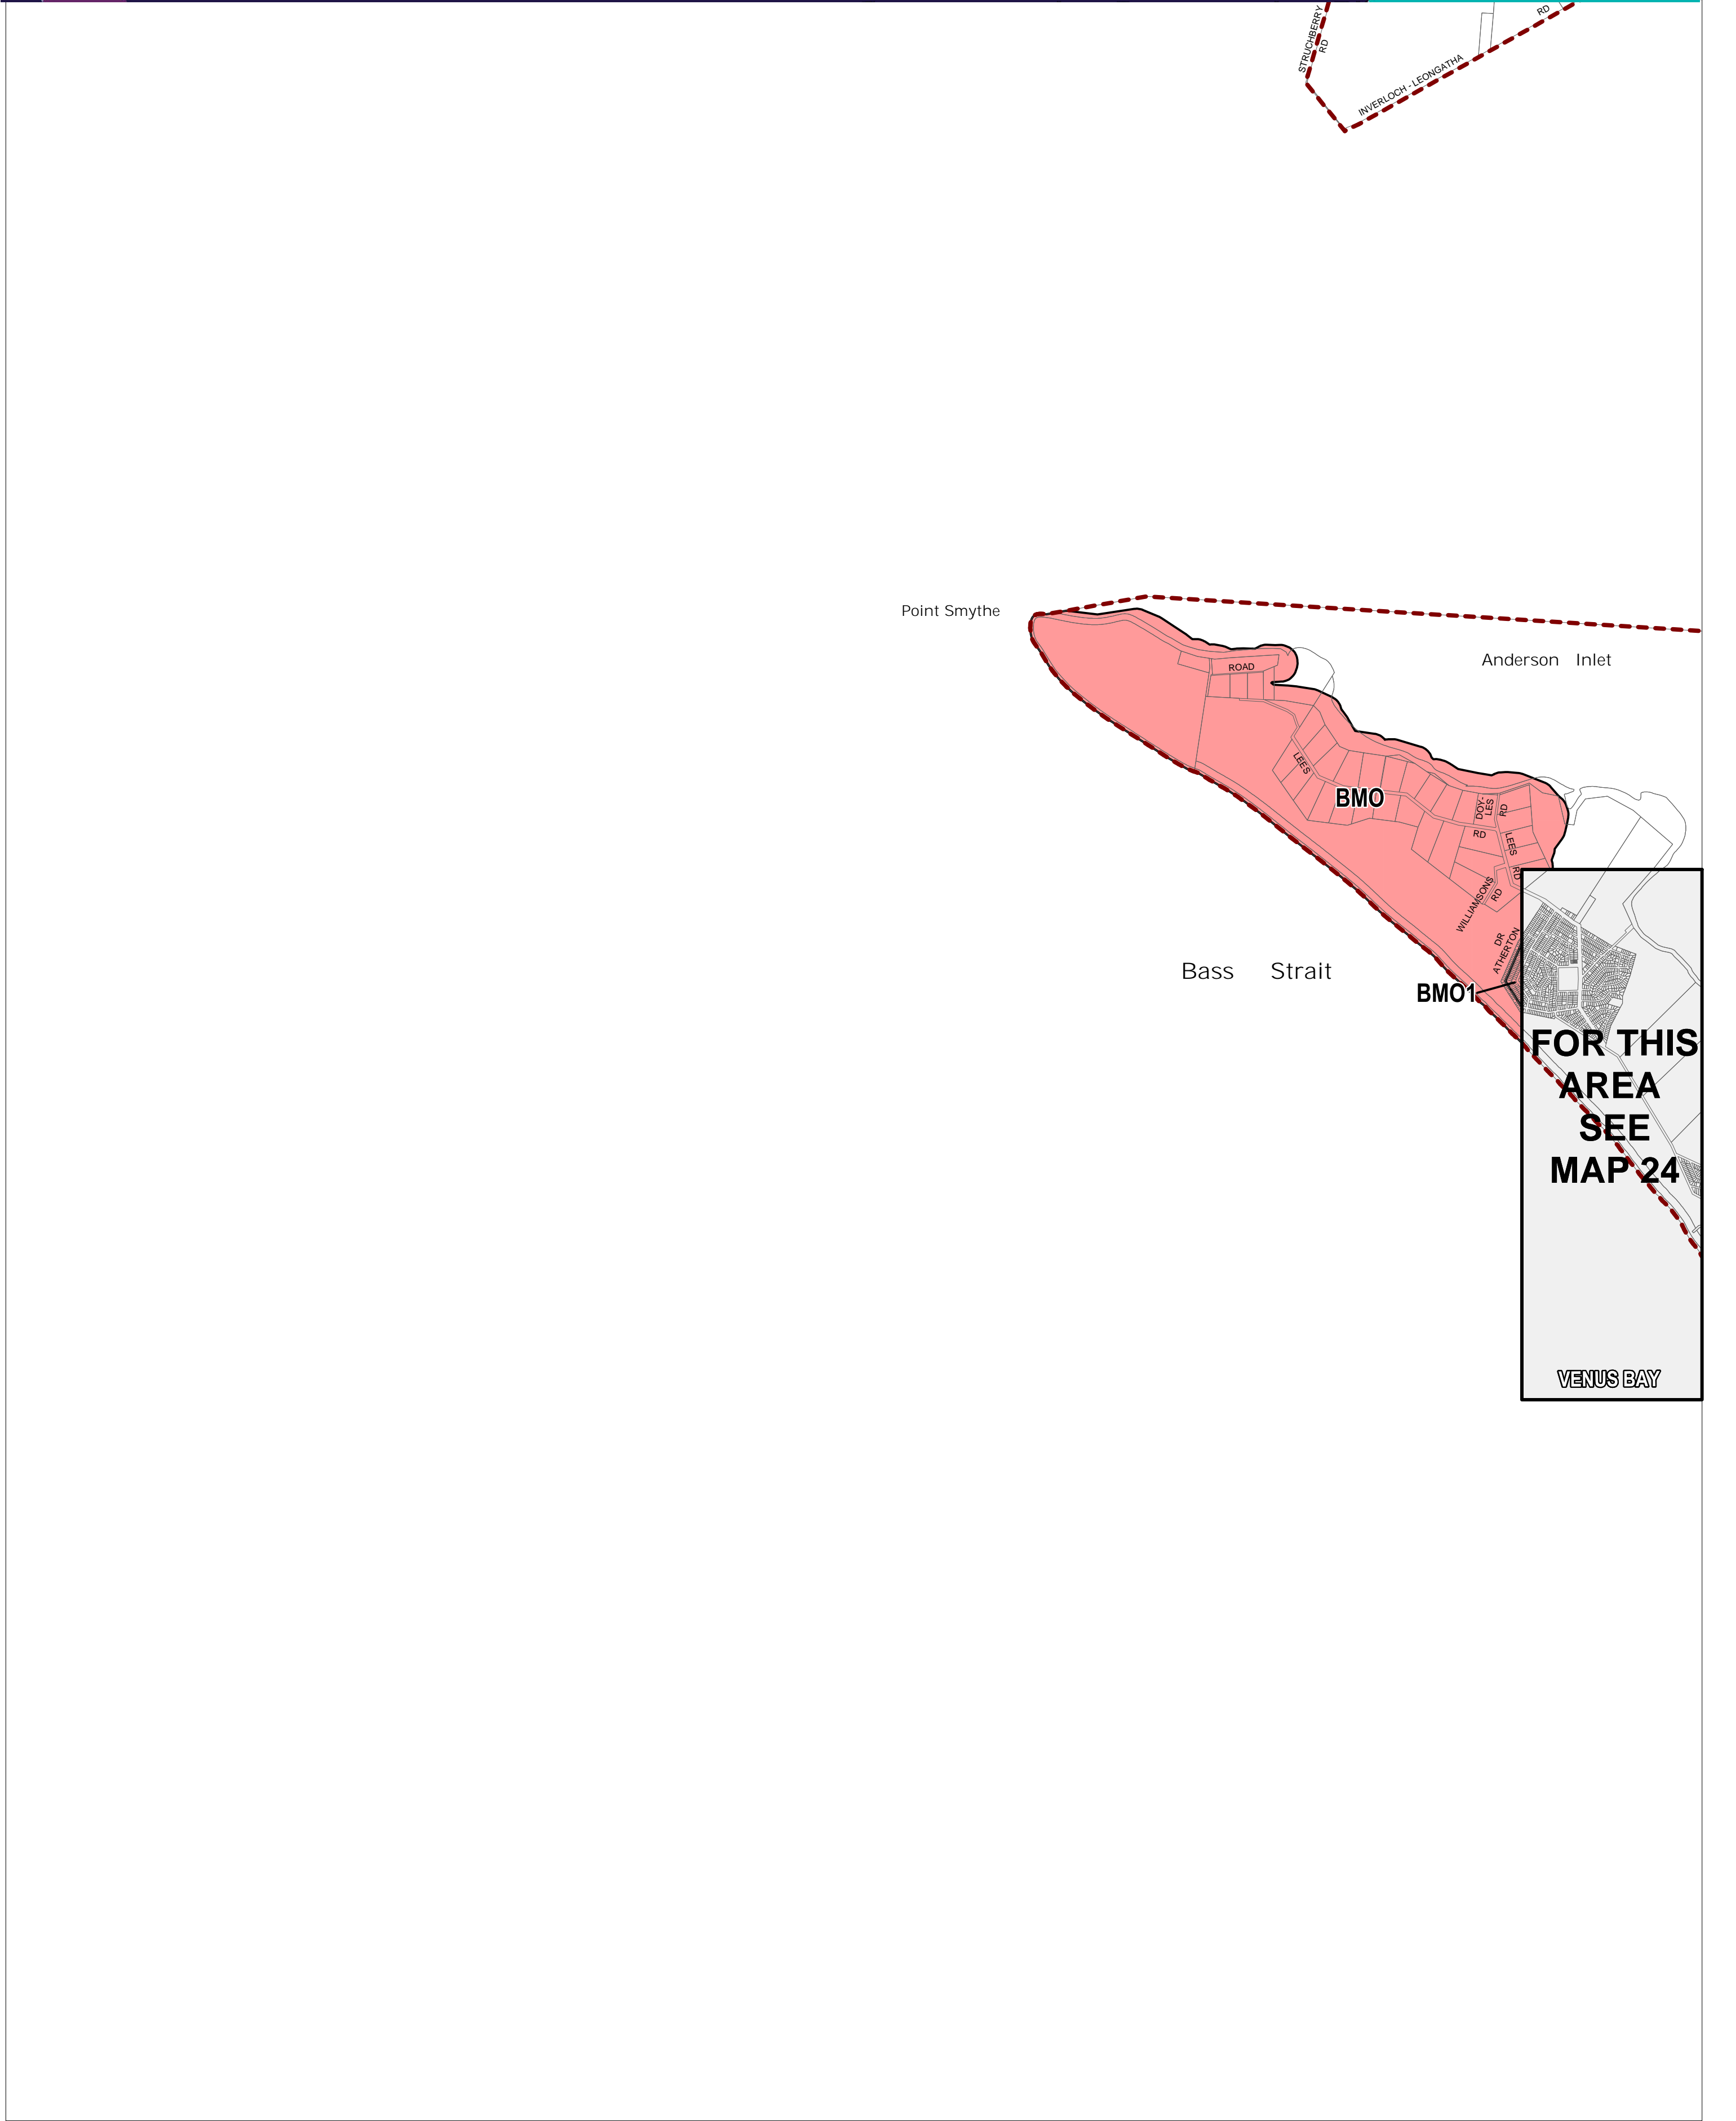 STRUCHBERRY
RD
INVERLOCH - LEONGATHA
RD
Point Smythe
Anderson Inlet
ROAD
LEES
BMO
DOY-
LES
RD
RD
LEES
RD
WILLIAMSONS
RD
DR
ATHERTON
Bass Strait
BMO1
FOR THIS
AREA
SEE
MAP 24
VENUS BAY